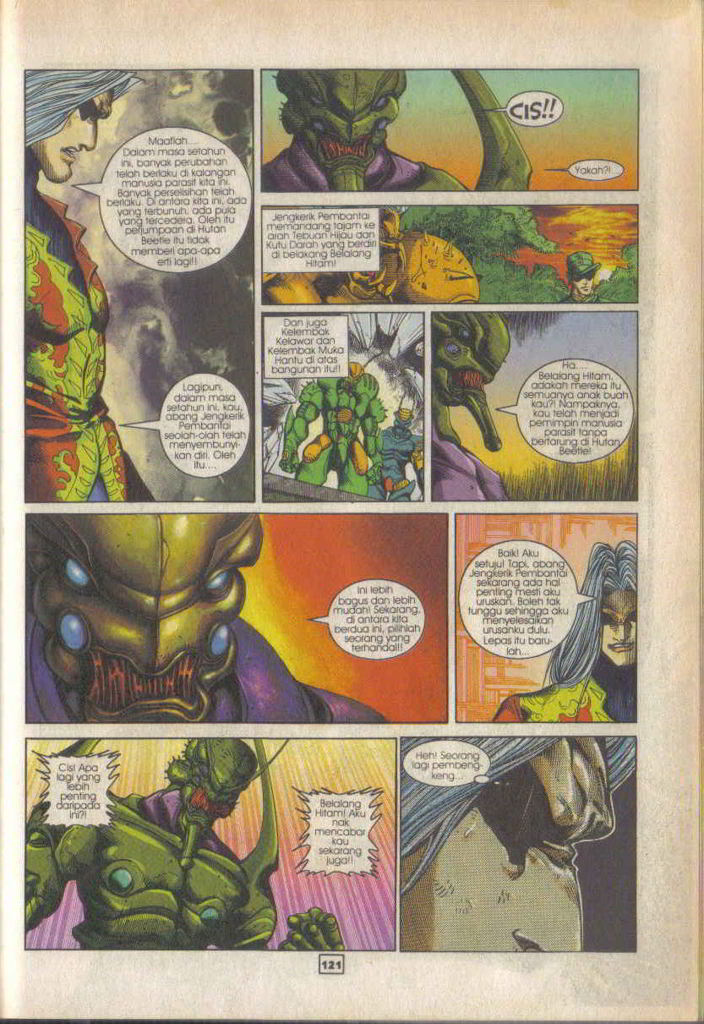 Maaflah...
Dalam masa setahun
ini, banyak perubahan
telah berlaku di kalangan
manusia parasit kita ini.
Banyak perselisihan telah
berlaku. Di antara kita ini, ada
yang terbunuh, ada pula
yang tercedera. Oleh itu
perjumpaan di Hutan
Beetle itu tidak
memberi apa-apa
erti lagi!!
Lagipun,
dalam masa
setahun ini, kau,
abang Jengkerik
Pembantai
seolah-olah telah
menyembunyi-
kan diri. Oleh
itu....
CIS!!
Yakah?!
Jengkerik Pembantai
memandang tajam ke
arah Tebuan Hijau dan
Kutu Darah yang berdiri
di belakang Belalang
Hitam!
Dan juga
Kelembak
Kelawar dan
Kelembak Muka
Hantu di atas
bangunan itu!!
Ha....
Belalang Hitam,
adakah mereka itu
semuanya anak buah
kau?! Nampaknya,
kau telah menjadi
pemimpin manusia
parasit tanpa
bertarung di Hutan
Beetle!
Ini lebih
bagus dan lebih
mudah! Sekarang,
di antara kita
berdua ini, pilihlah
seorang yang
terhandal!!
Baik! Aku
setuju! Tapi, abang
Jengkerik Pembantai
sekarang ada hal
penting mesti aku
uruskan. Boleh tak
tunggu sehingga aku
menyelesaikan
urusanku dulu.
Lepas itu baru-
lah...
Cis! Apa
lagi yang
lebih
penting
daripada
ini?!
Belalang
Hitam! Aku
nak
mencabar
kau
sekarang
juga!!
Heh! Seorang
lagi pembeng-
keng...
121